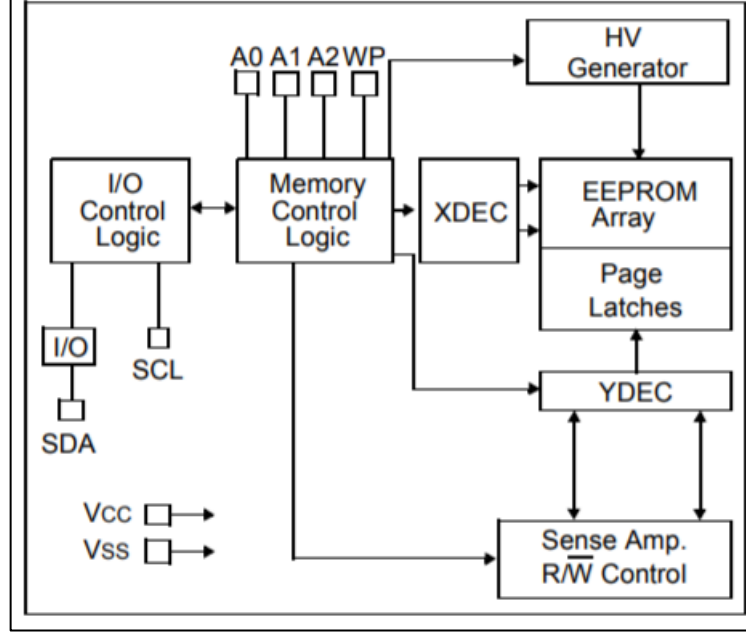 A0 A1 A2 WP
HV
Generator
I/O
Control
Logic
Memory
Control
Logic
XDEC
EEPROM
Array
Page
Latches
I/O
SCL
SDA
YDEC
VCC
VSS
Sense Amp.
R/W̅ Control